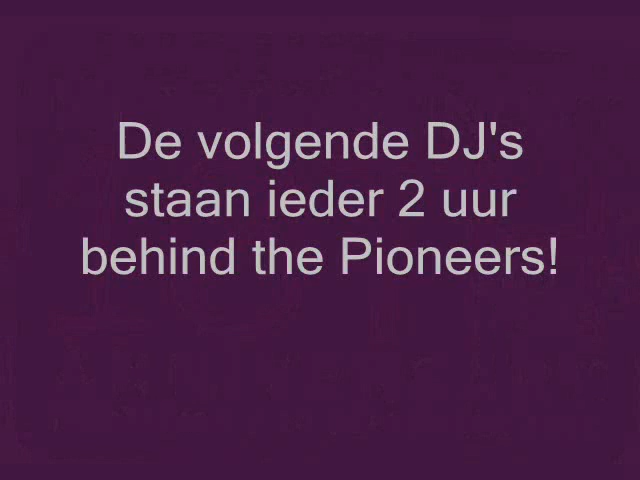 De volgende DJ's
staan ieder 2 uur
behind the Pioneers!